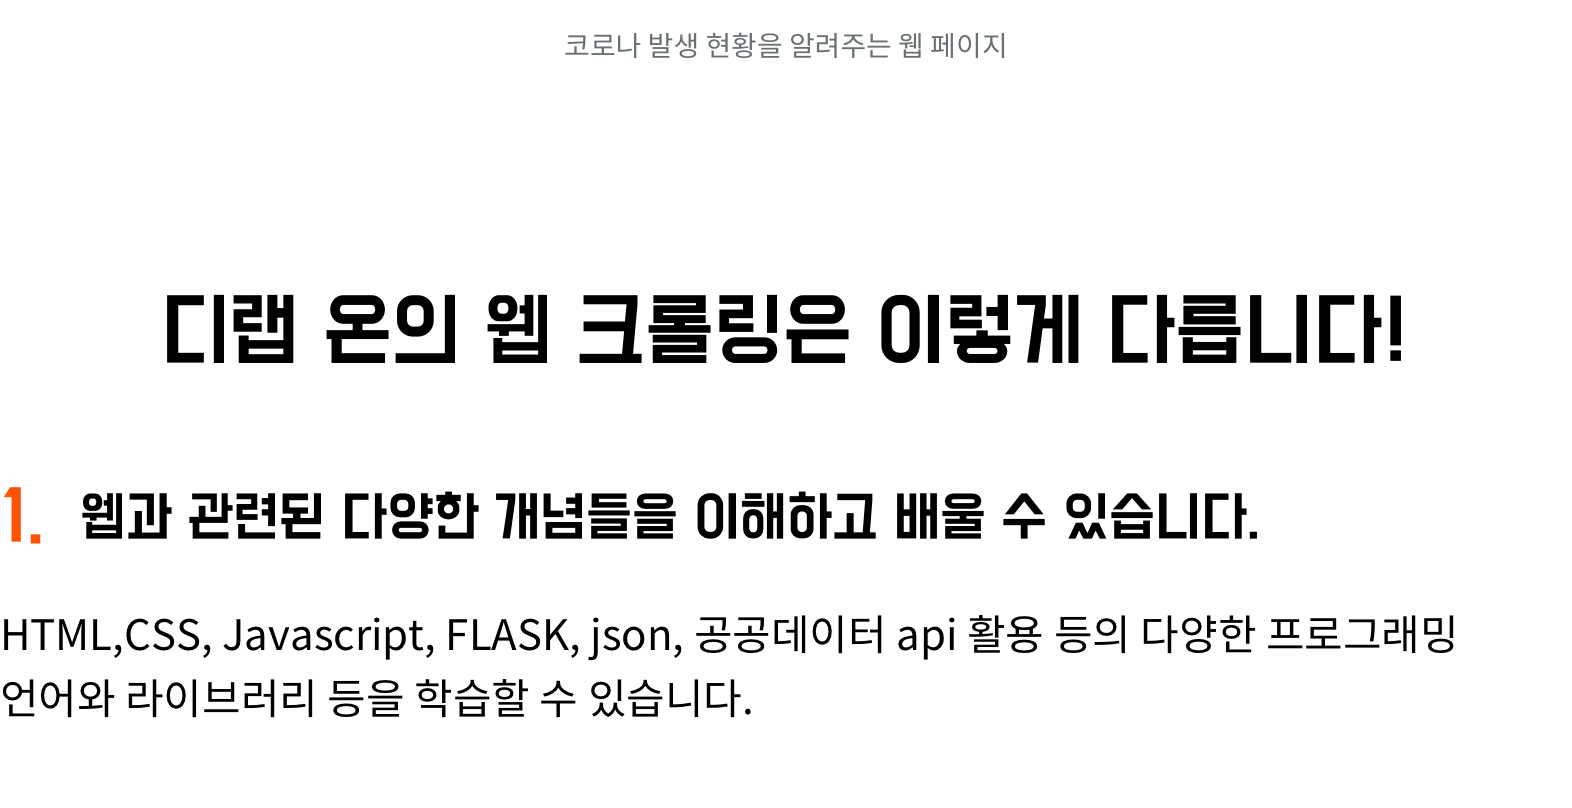 코로나 발생 현황을 알려주는 웹 페이지
디랩 온의 웹 크롤링은 이렇게 다릅니다!
1. 웹과 관련된 다양한 개념들을 이해하고 배울 수 있습니다.
HTML,CSS, Javascript, FLASK, json, 공공데이터 api 활용 등의 다양한 프로그래밍
언어와 라이브러리 등을 학습할 수 있습니다.